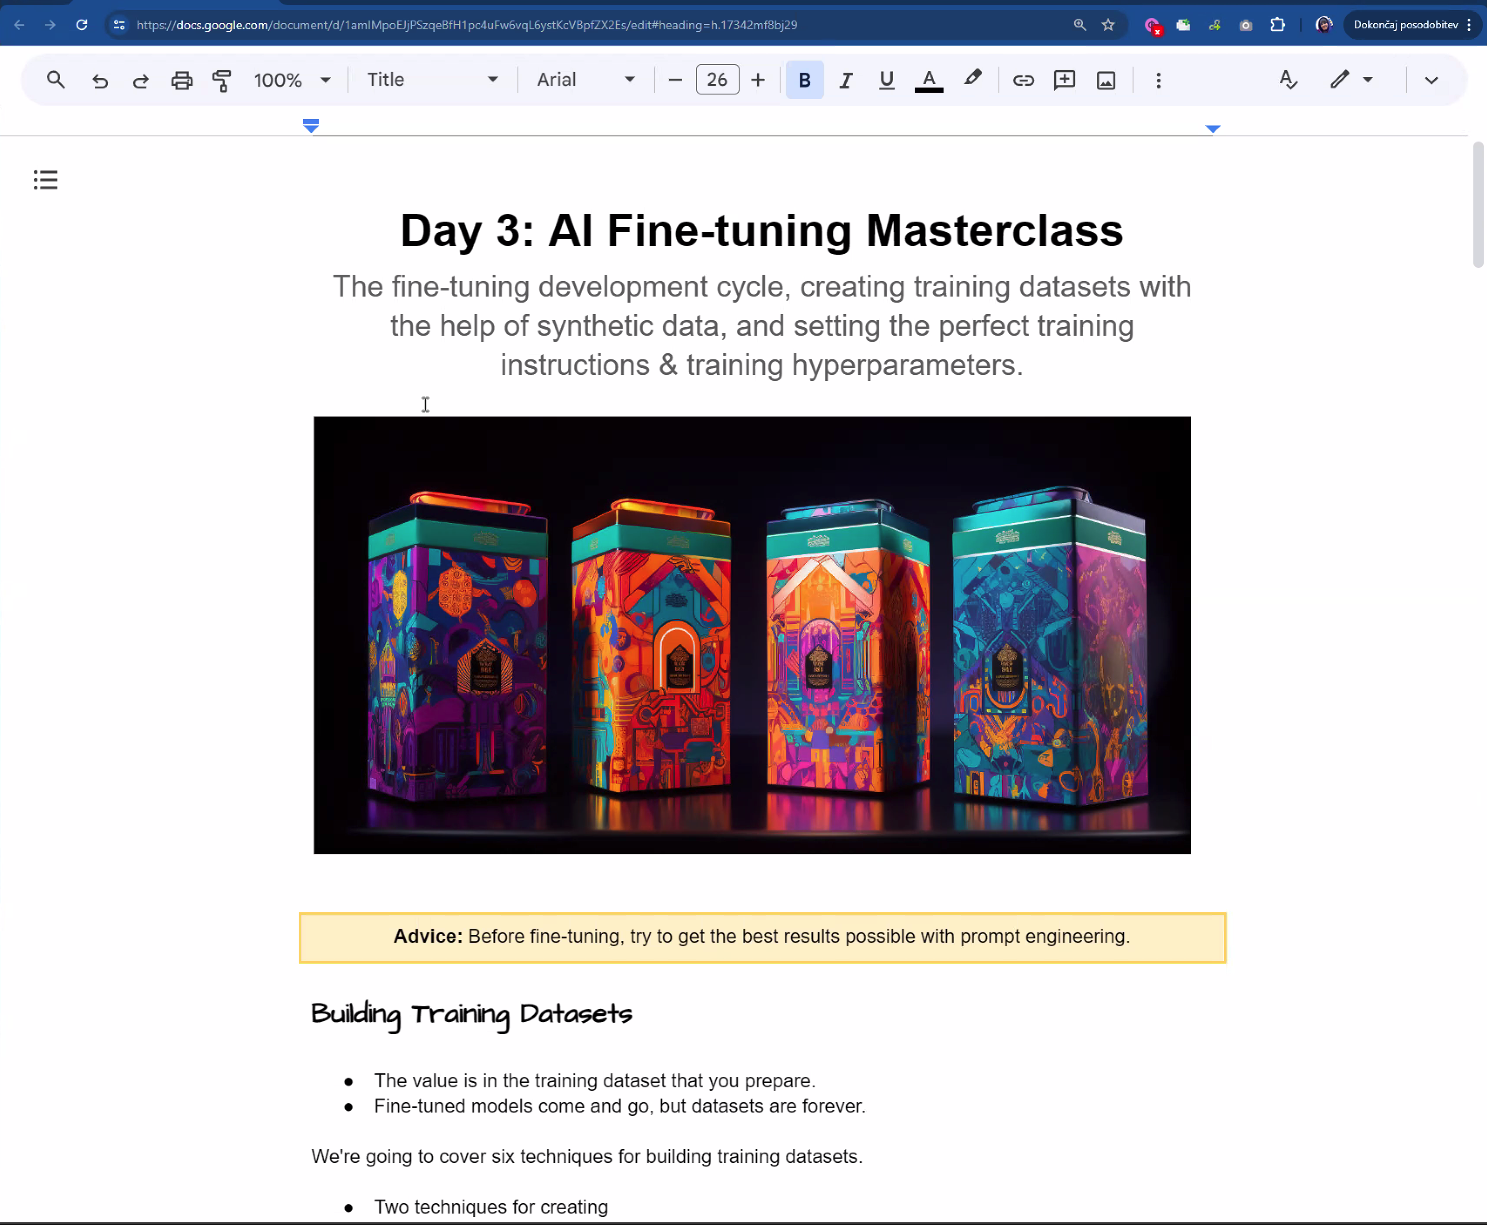 https://docs.google.com/document/d/1amIMpoEJjPSzqeBfH1pc4uFw6vqL6ystKcVBpfZX2Es/edit#heading=h.17342mf8bj29
Dokončaj posodobitev
100%
Title
Arial
26
B
I
U
A
Day 3: AI Fine-tuning Masterclass
The fine-tuning development cycle, creating training datasets with
the help of synthetic data, and setting the perfect training
instructions & training hyperparameters.
Advice: Before fine-tuning, try to get the best results possible with prompt engineering.
Building Training Datasets
● The value is in the training dataset that you prepare.
● Fine-tuned models come and go, but datasets are forever.
We're going to cover six techniques for building training datasets.
● Two techniques for creating